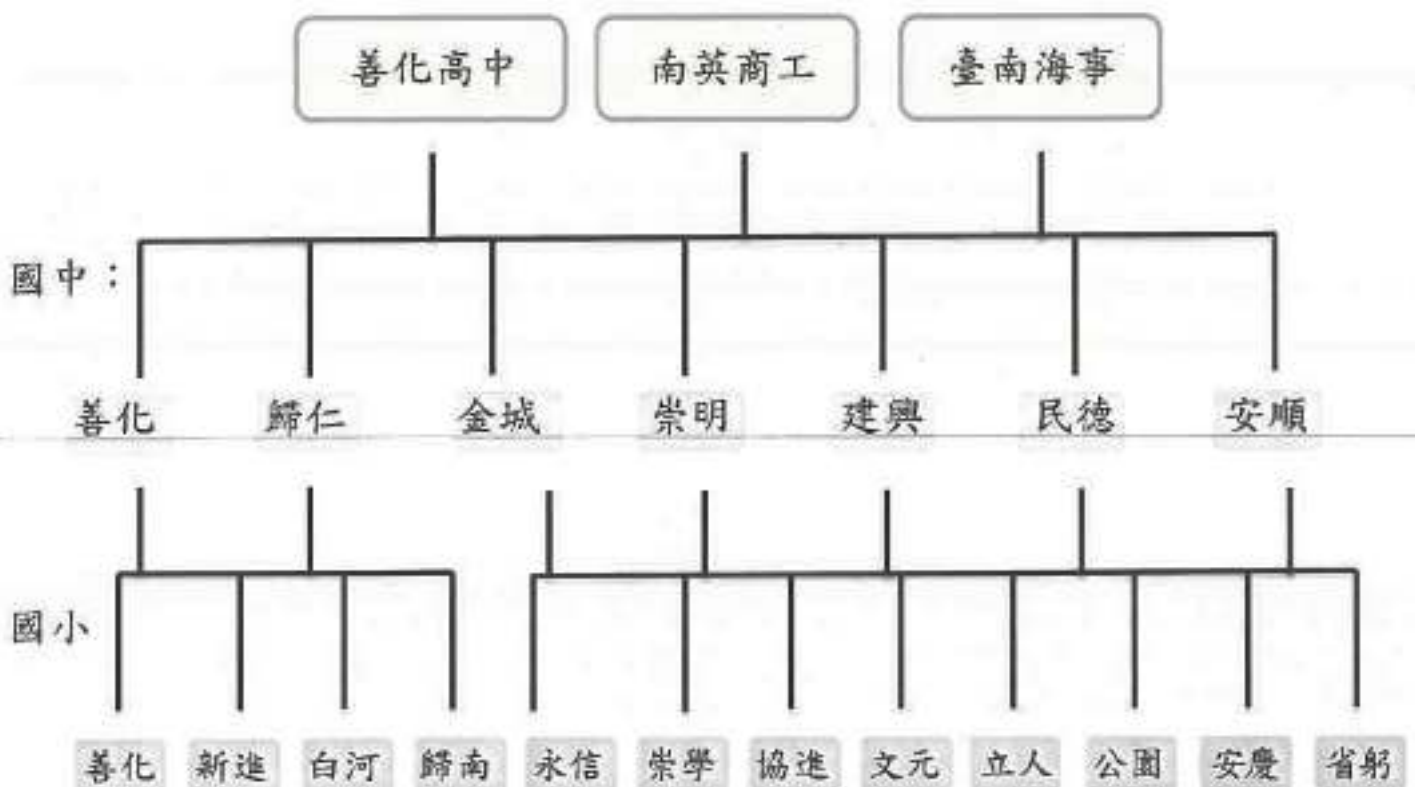 善化高中 南英商工 臺南海事
國中：
善化 歸仁 金城 崇明 建興 民德 安順
國小
善化 新進 白河 歸南 永信 崇學 協進 文元 立人 公園 安慶 省躬